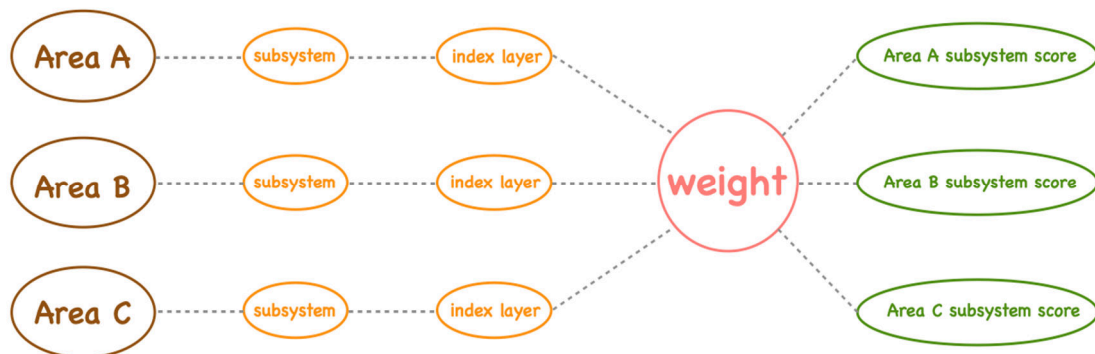 Area A
subsystem
index layer
Area A subsystem score
Area B
subsystem
index layer
weight
Area B subsystem score
Area C
subsystem
index layer
Area C subsystem score